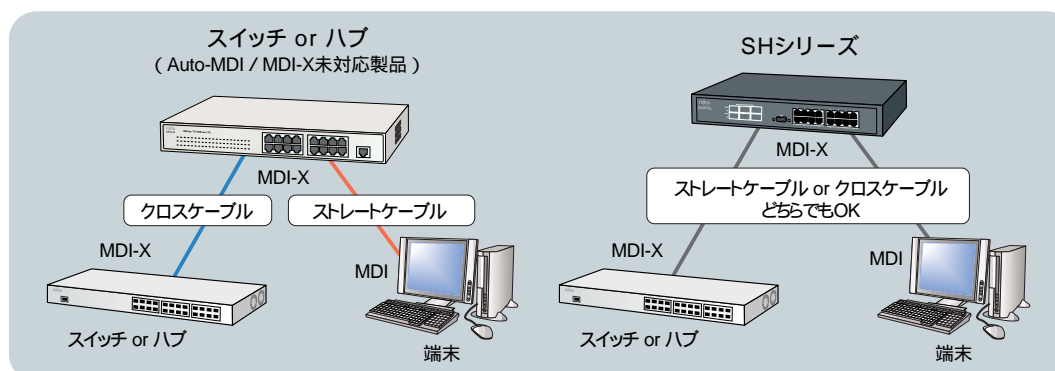 スイッチ or ハブ
( Auto-MDI / MDI-X未対応製品 )
MDI-X
クロスケーブル
ストレートケーブル
MDI-X
MDI
スイッチ or ハブ
端末
SHシリーズ
MDI-X
ストレートケーブル or クロスケーブル
どちらでもOK
MDI-X
MDI
スイッチ or ハブ
端末